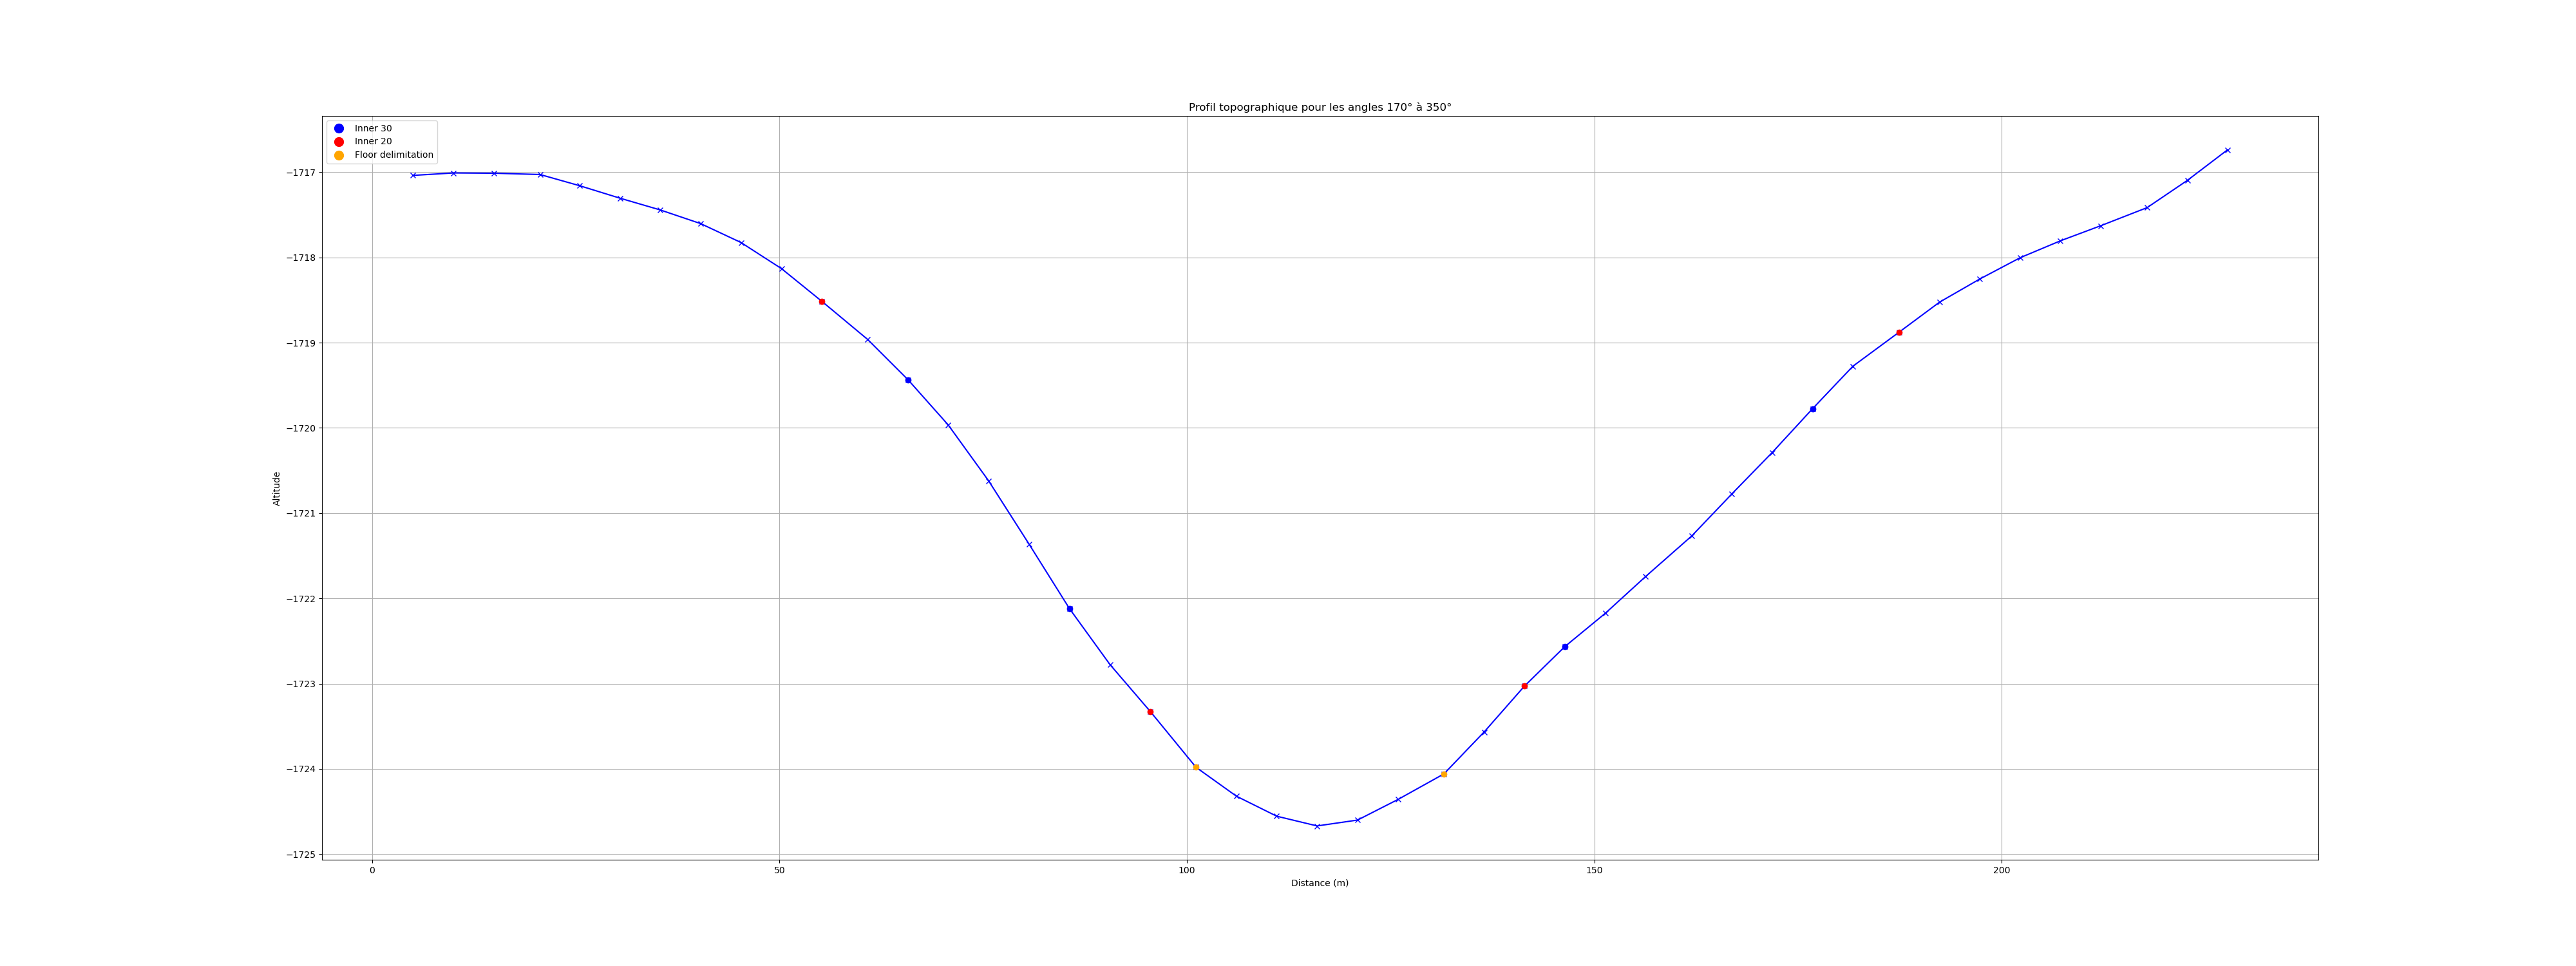 Profil topographique pour les angles 170° à 350°
Inner 30
Inner 20
Floor delimitation
−1717
−1718
−1719
−1720
−1721
−1722
−1723
−1724
−1725
Altitude
0
50
100
150
200
Distance (m)